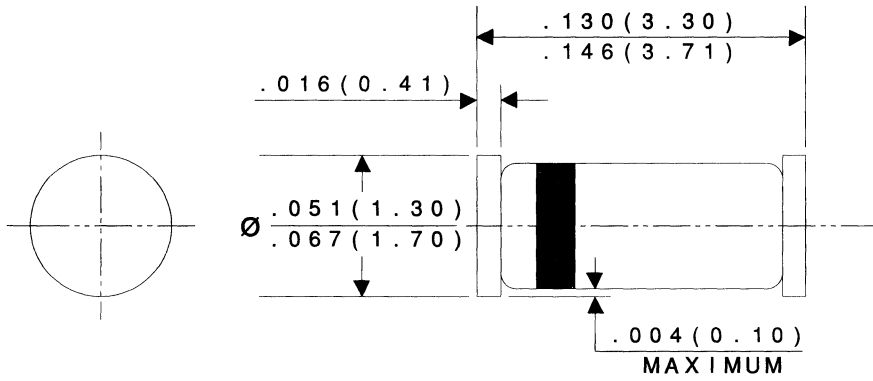 .130(3.30)
.146(3.71)
.016(0.41)
Ø .051(1.30)
.067(1.70)
.004(0.10)
MAXIMUM